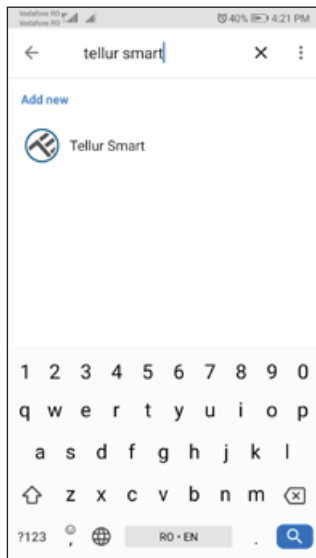 Vodafone RO
Vodafone RO
40% 4:21 PM
tellur smart
Add new
Tellur Smart
1 2 3 4 5 6 7 8 9 0
q w e r t y u i o p
a s d f g h j k l
z x c v b n m
?123 , RO • EN .